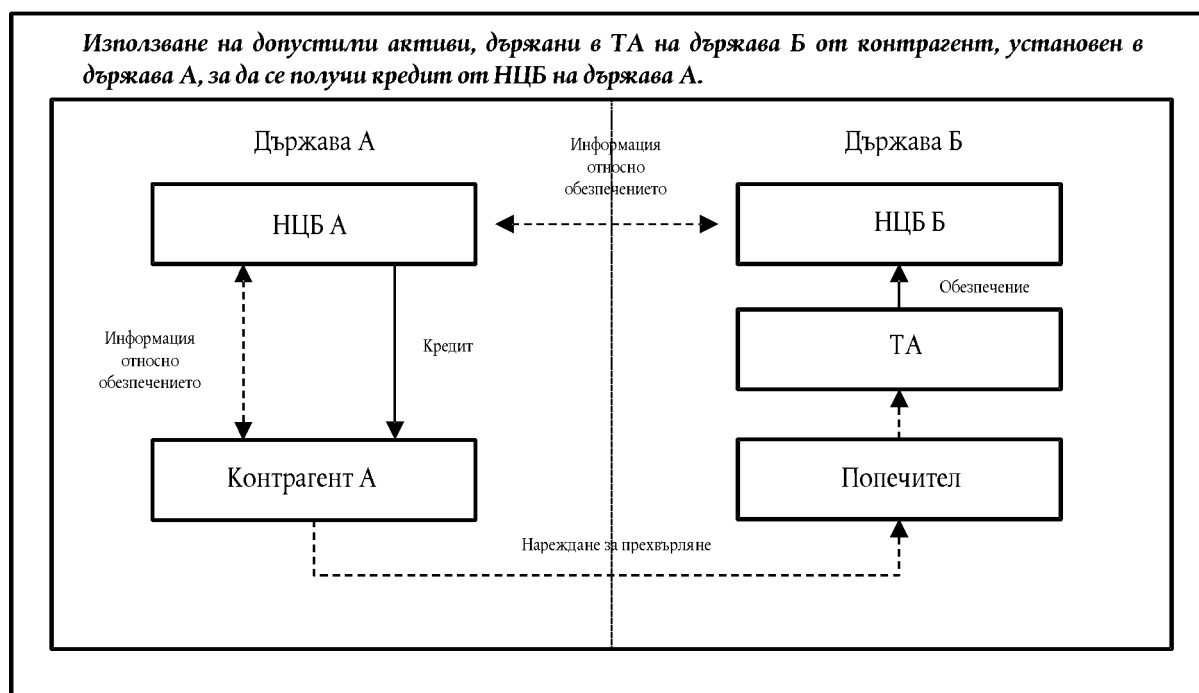 Използване на допустими активи, държани в ТА на държава Б от контрагент, установен в
държава А, за да се получи кредит от НЦБ на държава А.
Държава А
Информация
относно
обезпечението
Държава Б
НЦБ А
НЦБ Б
Обезпечение
Информация
относно
обезпечението
Кредит
ТА
Контрагент А
Попечител
Нареждане за прехвърляне